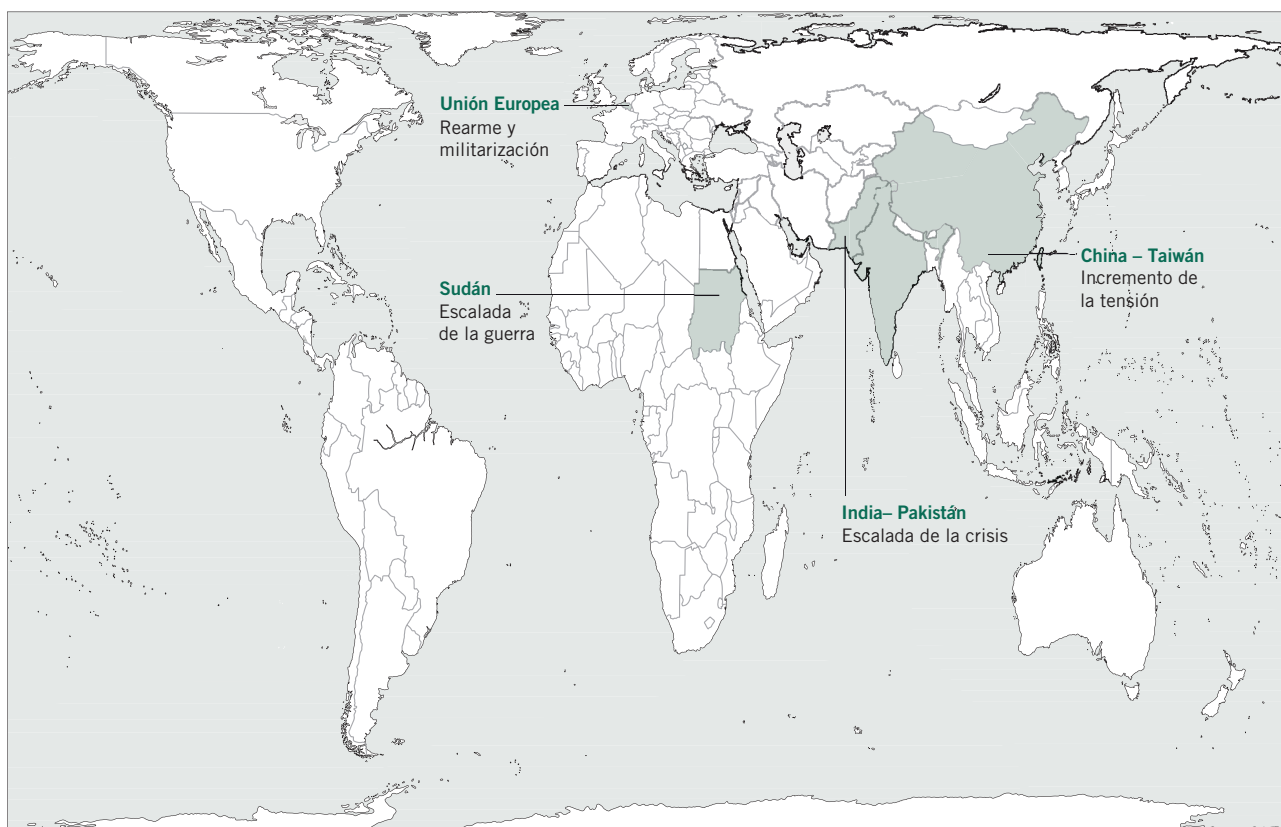 Unión Europea
Rearme y
militarización
Sudán
Escalada
de la guerra
China – Taiwán
Incremento de
la tensión
India– Pakistán
Escalada de la crisis